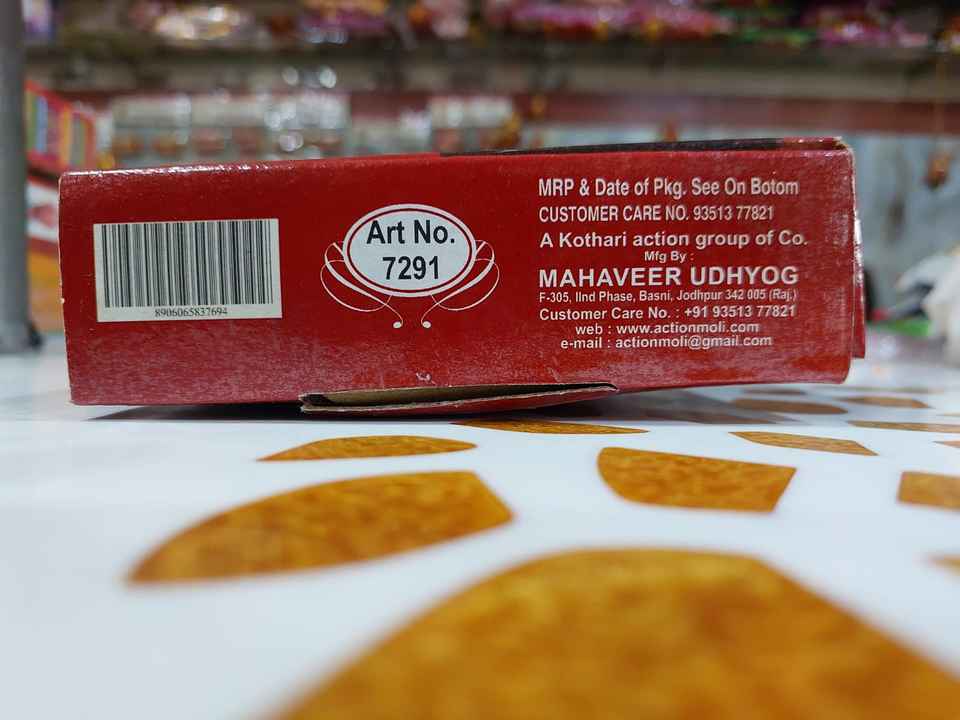 8906065837694
Art No.
7291
MRP & Date of Pkg. See On Botom
CUSTOMER CARE NO. 93513 77821
A Kothari action group of Co.
Mfg By :
MAHAVEER UDHYOG
F-305, IInd Phase, Basni, Jodhpur 342 005 (Raj.)
Customer Care No. : +91 93513 77821
web : www.actionmoli.com
e-mail : actionmoli@gmail.com